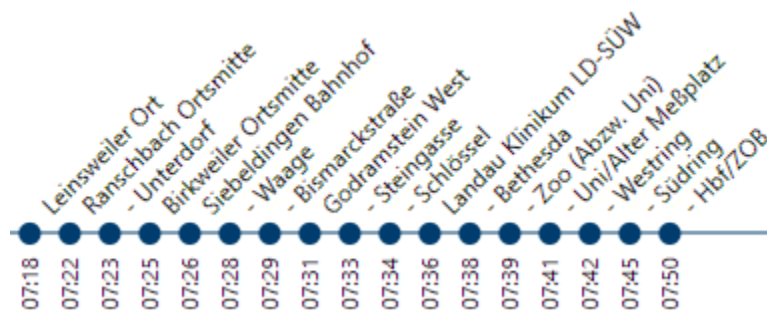 Leinsweiler Ort
Ranschbach Ortsmitte
- Unterdorf
Birkweiler Ortsmitte
Siebeldingen Bahnhof
- Waage
- Bismarckstraße
Godramstein West
- Steingasse
- Schlössel
Landau Klinikum LD-SÜW
- Bethesda
- Zoo (Abzw. Uni)
- Uni/Alter Meßplatz
- Westring
- Südring
- Hbf/ZOB
07:18
07:22
07:23
07:25
07:26
07:28
07:29
07:31
07:33
07:34
07:36
07:38
07:39
07:41
07:42
07:45
07:50